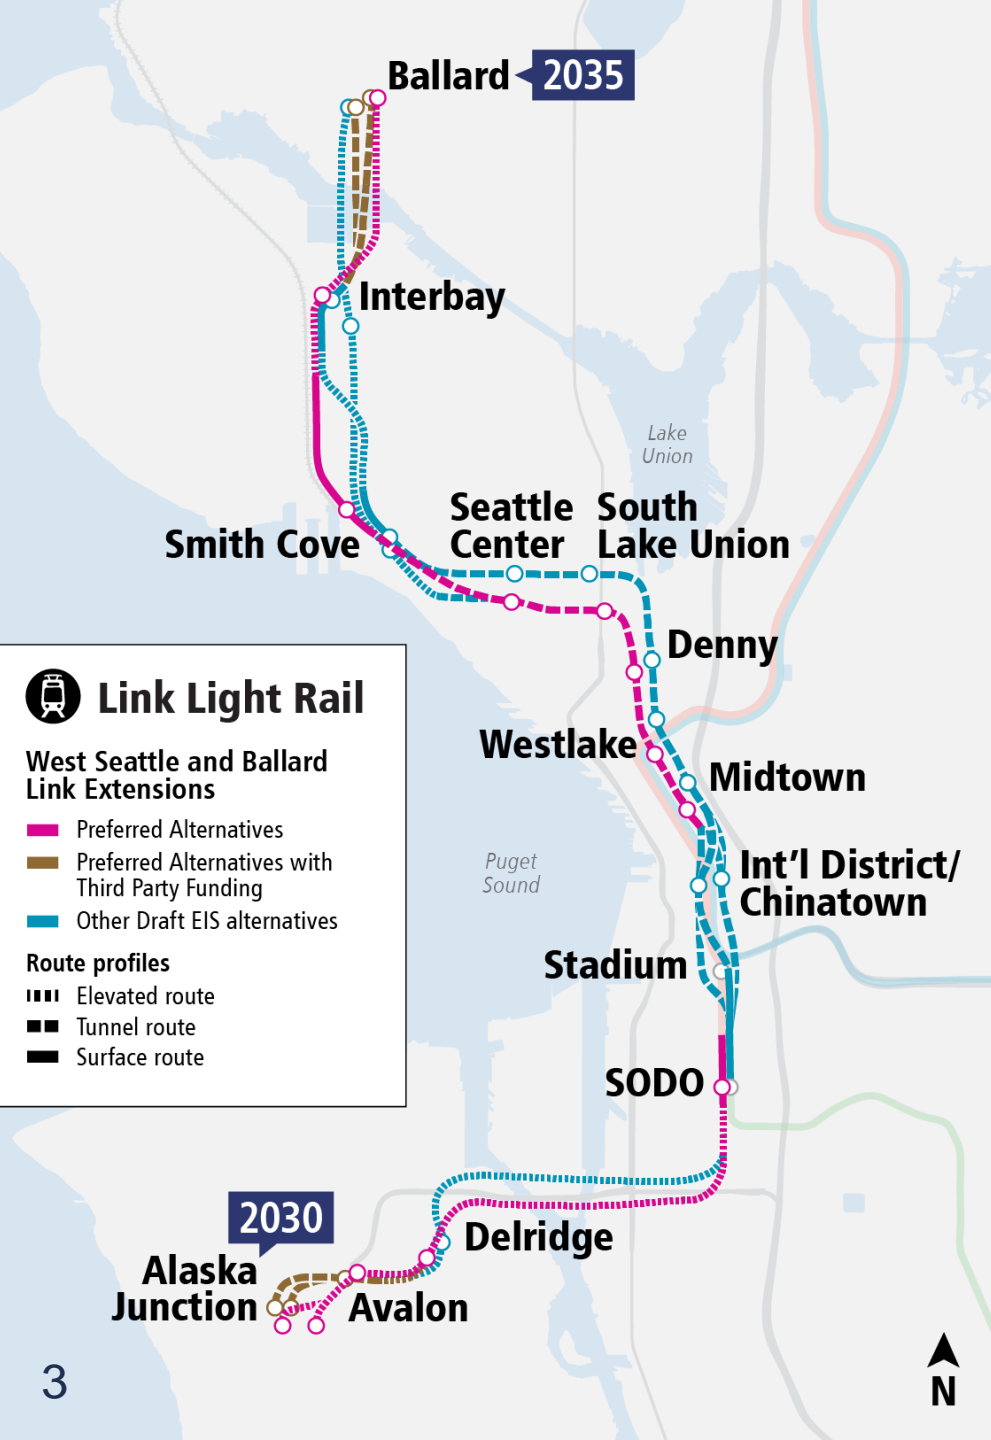 Ballard
2035
Interbay
Lake
Union
Seattle
Center
South
Lake Union
Smith Cove
Denny
Westlake
Midtown
Int'l District/
Chinatown
Puget
Sound
Stadium
SODO
Link Light Rail
West Seattle and Ballard
Link Extensions
Preferred Alternatives
Preferred Alternatives with
Third Party Funding
Other Draft EIS alternatives
Route profiles
Elevated route
Tunnel route
Surface route
2030
Delridge
Alaska
Junction
Avalon
3
N